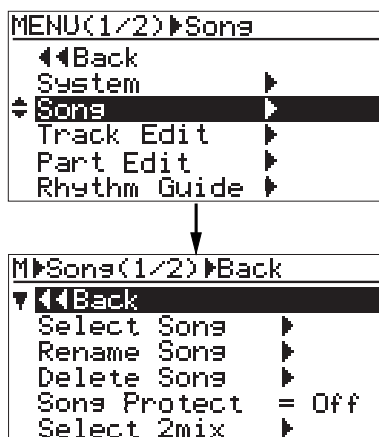 MENU(1/2)▶Song
◀◀Back
System ▶
Song ▶
Track Edit ▶
Part Edit ▶
Rhythm Guide ▶
M▶Song(1/2)▶Back
◀◀Back
Select Song ▶
Rename Song ▶
Delete Song ▶
Song Protect = Off
Select 2mix ▶